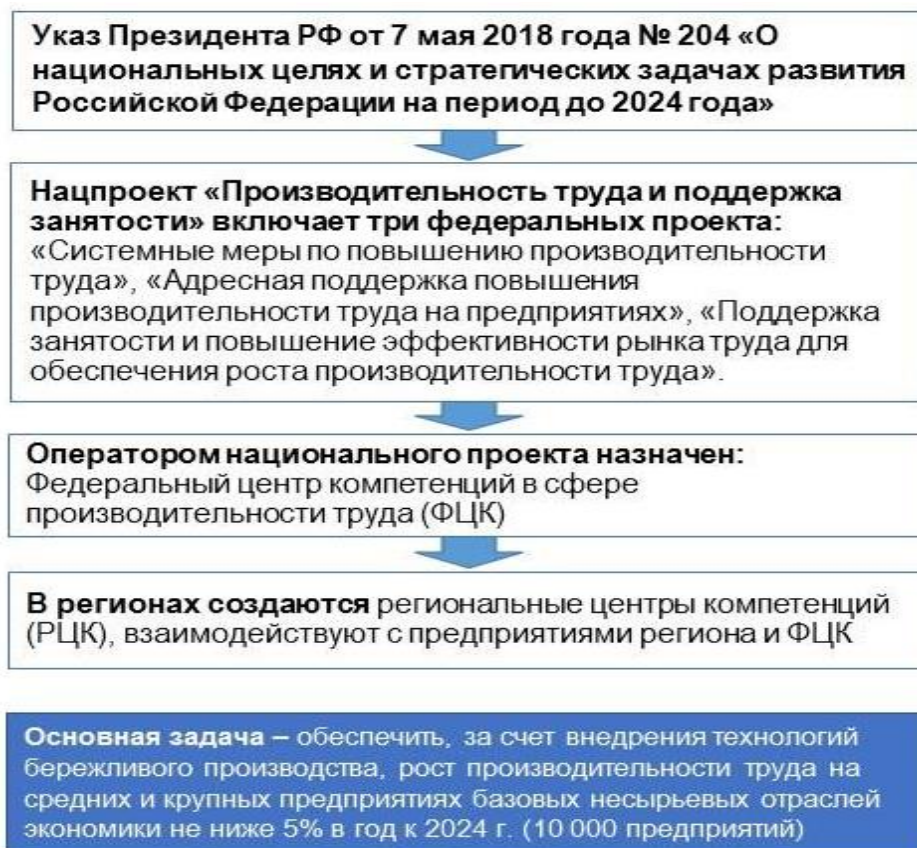 Указ Президента РФ от 7 мая 2018 года № 204 «О
национальных целях и стратегических задачах развития
Российской Федерации на период до 2024 года»
Нацпроект «Производительность труда и поддержка
занятости» включает три федеральных проекта:
«Системные меры по повышению производительности
труда», «Адресная поддержка повышения
производительности труда на предприятиях», «Поддержка
занятости и повышение эффективности рынка труда для
обеспечения роста производительности труда».
Оператором национального проекта назначен:
Федеральный центр компетенций в сфере
производительности труда (ФЦК)
В регионах создаются региональные центры компетенций
(РЦК), взаимодействуют с предприятиями региона и ФЦК
Основная задача – обеспечить, за счет внедрения технологий
бережливого производства, рост производительности труда на
средних и крупных предприятиях базовых несырьевых отраслей
экономики не ниже 5% в год к 2024 г. (10 000 предприятий)